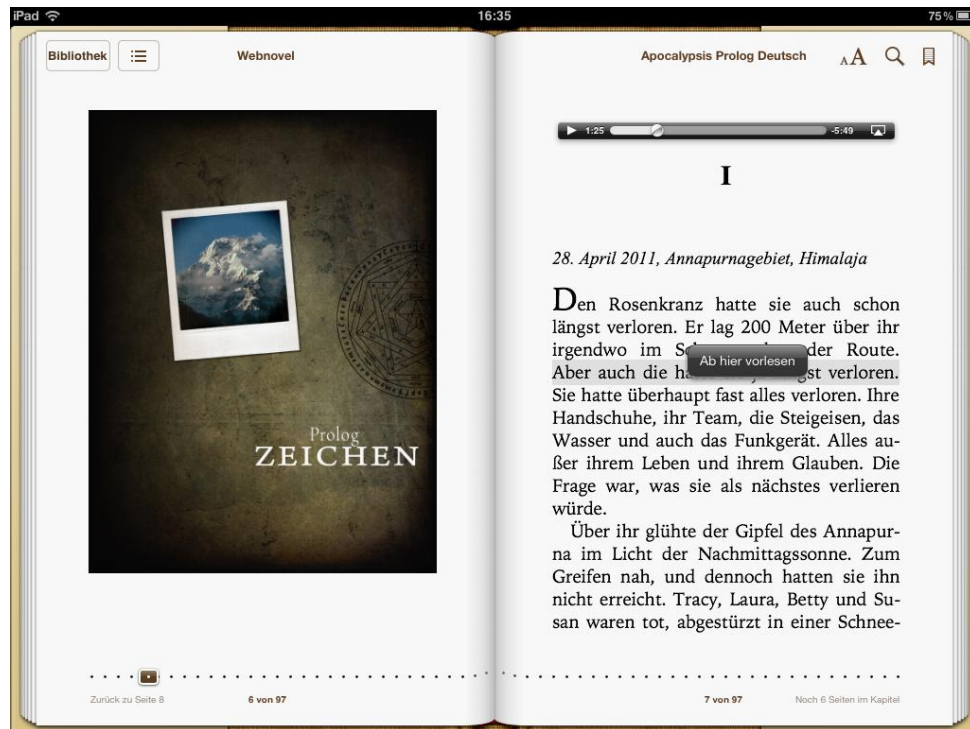 iPad 16:35 75 %
Bibliothek Webnovel
Apocalypsis Prolog Deutsch AA
Prolog
ZEICHEN
1:25 -5:49
I
28. April 2011, Annapurnagebiet, Himalaja
Den Rosenkranz hatte sie auch schon
längst verloren. Er lag 200 Meter über ihr
irgendwo im der Route.
Ab hier vorlesen
Aber auch die verloren.
Sie hatte überhaupt fast alles verloren. Ihre
Handschuhe, ihr Team, die Steigeisen, das
Wasser und auch das Funkgerät. Alles au-
ßer ihrem Leben und ihrem Glauben. Die
Frage war, was sie als nächstes verlieren
würde.
Über ihr glühte der Gipfel des Annapur-
na im Licht der Nachmittagssonne. Zum
Greifen nah, und dennoch hatten sie ihn
nicht erreicht. Tracy, Laura, Betty und Su-
san waren tot, abgestürzt in einer Schnee-
Zurück zu Seite 8 6 von 97
7 von 97 Noch 6 Seiten im Kapitel